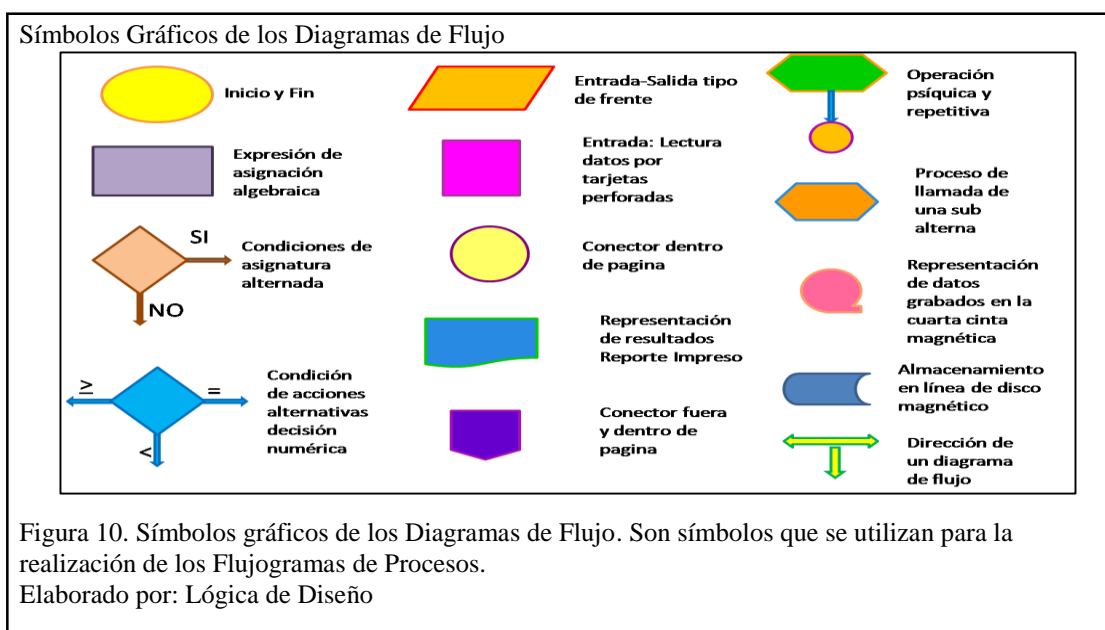 Símbolos Gráficos de los Diagramas de Flujo
Inicio y Fin
Expresión de
asignación
algebraica
SI
Condiciones de
asignatura
alternada
NO
≥
=
<
Condición
de acciones
alternativas
decisión
numérica
Entrada-Salida tipo
de frente
Entrada: Lectura
datos por
tarjetas
perforadas
Conector dentro
de pagina
Representación
de resultados
Reporte Impreso
Conector fuera
y dentro de
pagina
Operación
psíquica y
repetitiva
Proceso de
llamada de
una sub
alterna
Representación
de datos
grabados en la
cuarta cinta
magnética
Almacenamiento
en línea de disco
magnético
Dirección de
un diagrama
de flujo
Figura 10. Símbolos gráficos de los Diagramas de Flujo. Son símbolos que se utilizan para la
realización de los Flujogramas de Procesos.
Elaborado por: Lógica de Diseño